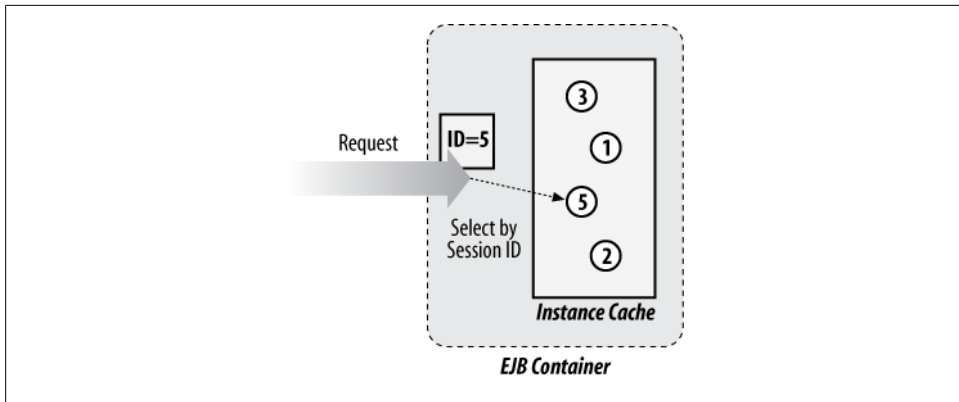 Request
ID=5
3
1
5
2
Select by
Session ID
Instance Cache
EJB Container